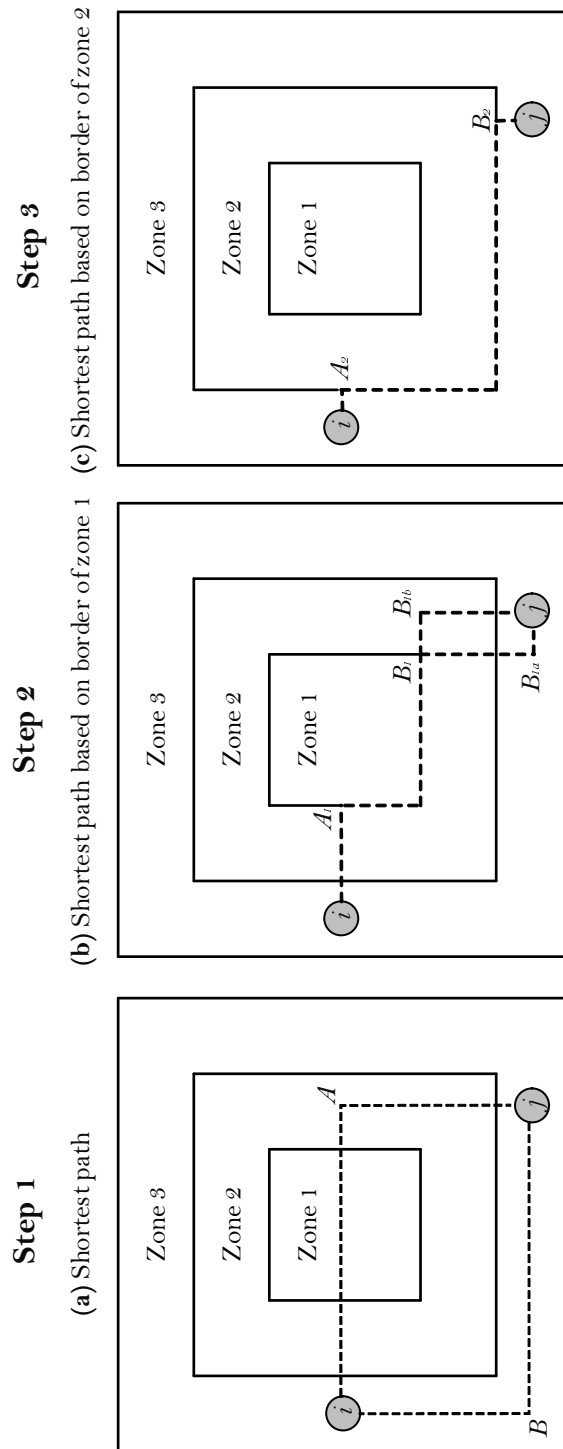 Step 1
(a) Shortest path
Zone 3
Zone 2
Zone 1
i
A
B
j
Step 2
(b) Shortest path based on border of zone 1
Zone 3
Zone 2
Zone 1
i
A1
B1
B1b
B1a
j
Step 3
(c) Shortest path based on border of zone 2
Zone 3
Zone 2
Zone 1
i
A2
B2
j